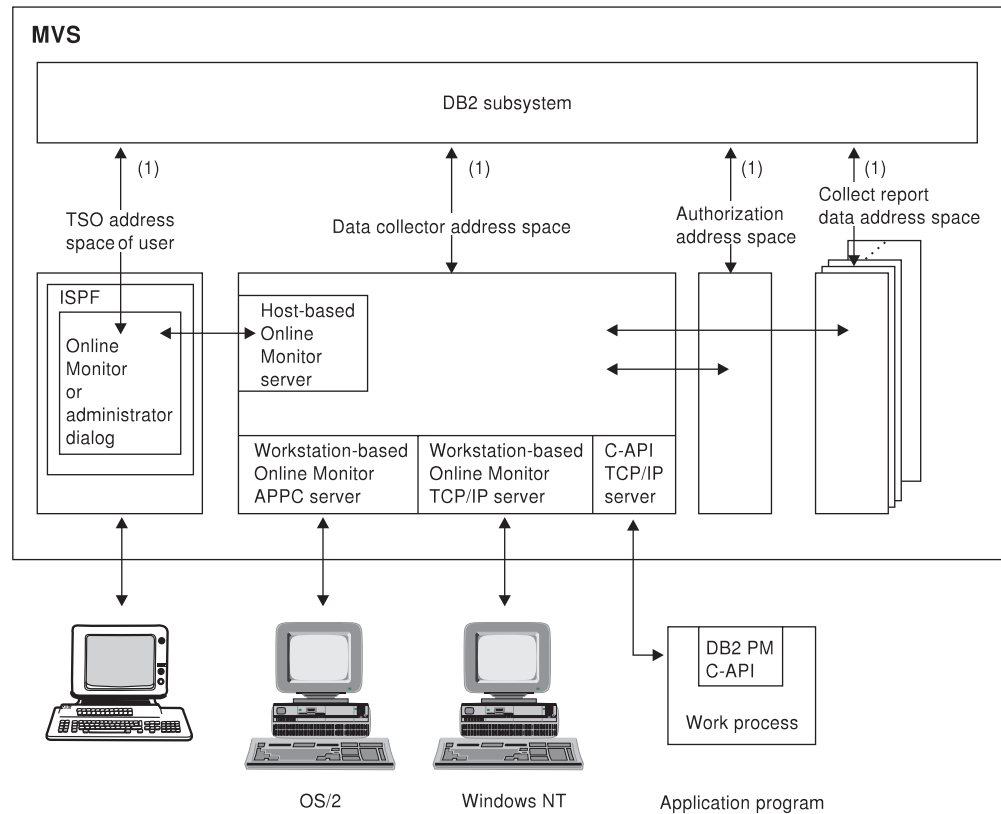 MVS
DB2 subsystem
(1)
(1)
(1)
(1)
TSO address
space of user
Data collector address space
Authorization
address space
Collect report
data address space
ISPF
Online
Monitor
or
administrator
dialog
Host-based
Online
Monitor
server
Workstation-based
Online Monitor
APPC server
Workstation-based
Online Monitor
TCP/IP server
C-API
TCP/IP
server
DB2 PM
C-API
Work process
OS/2
Windows NT
Application program